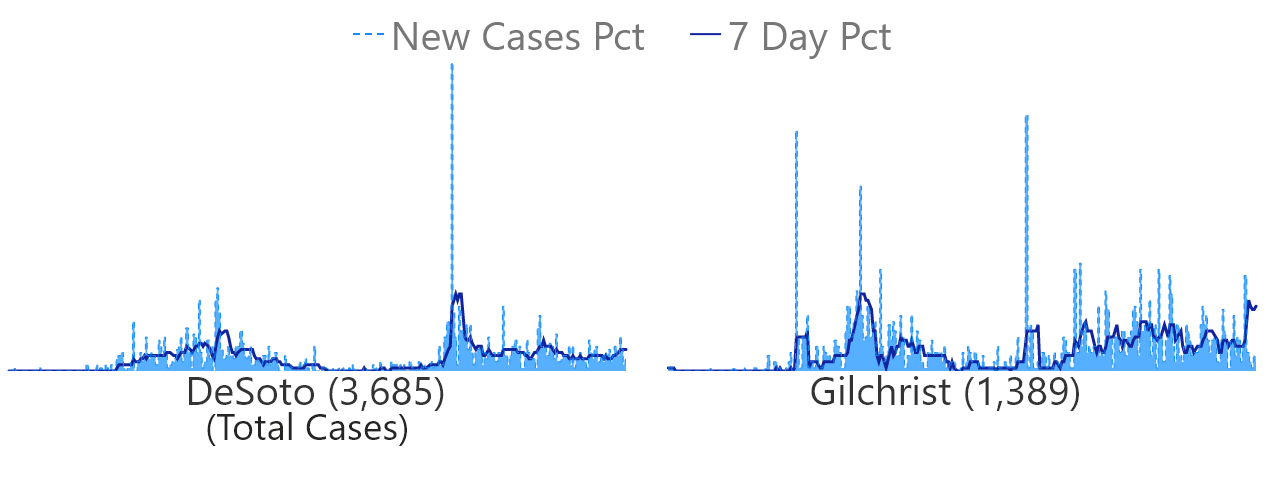 New Cases Pct 7 Day Pct
DeSoto (3,685) Gilchrist (1,389)
(Total Cases)